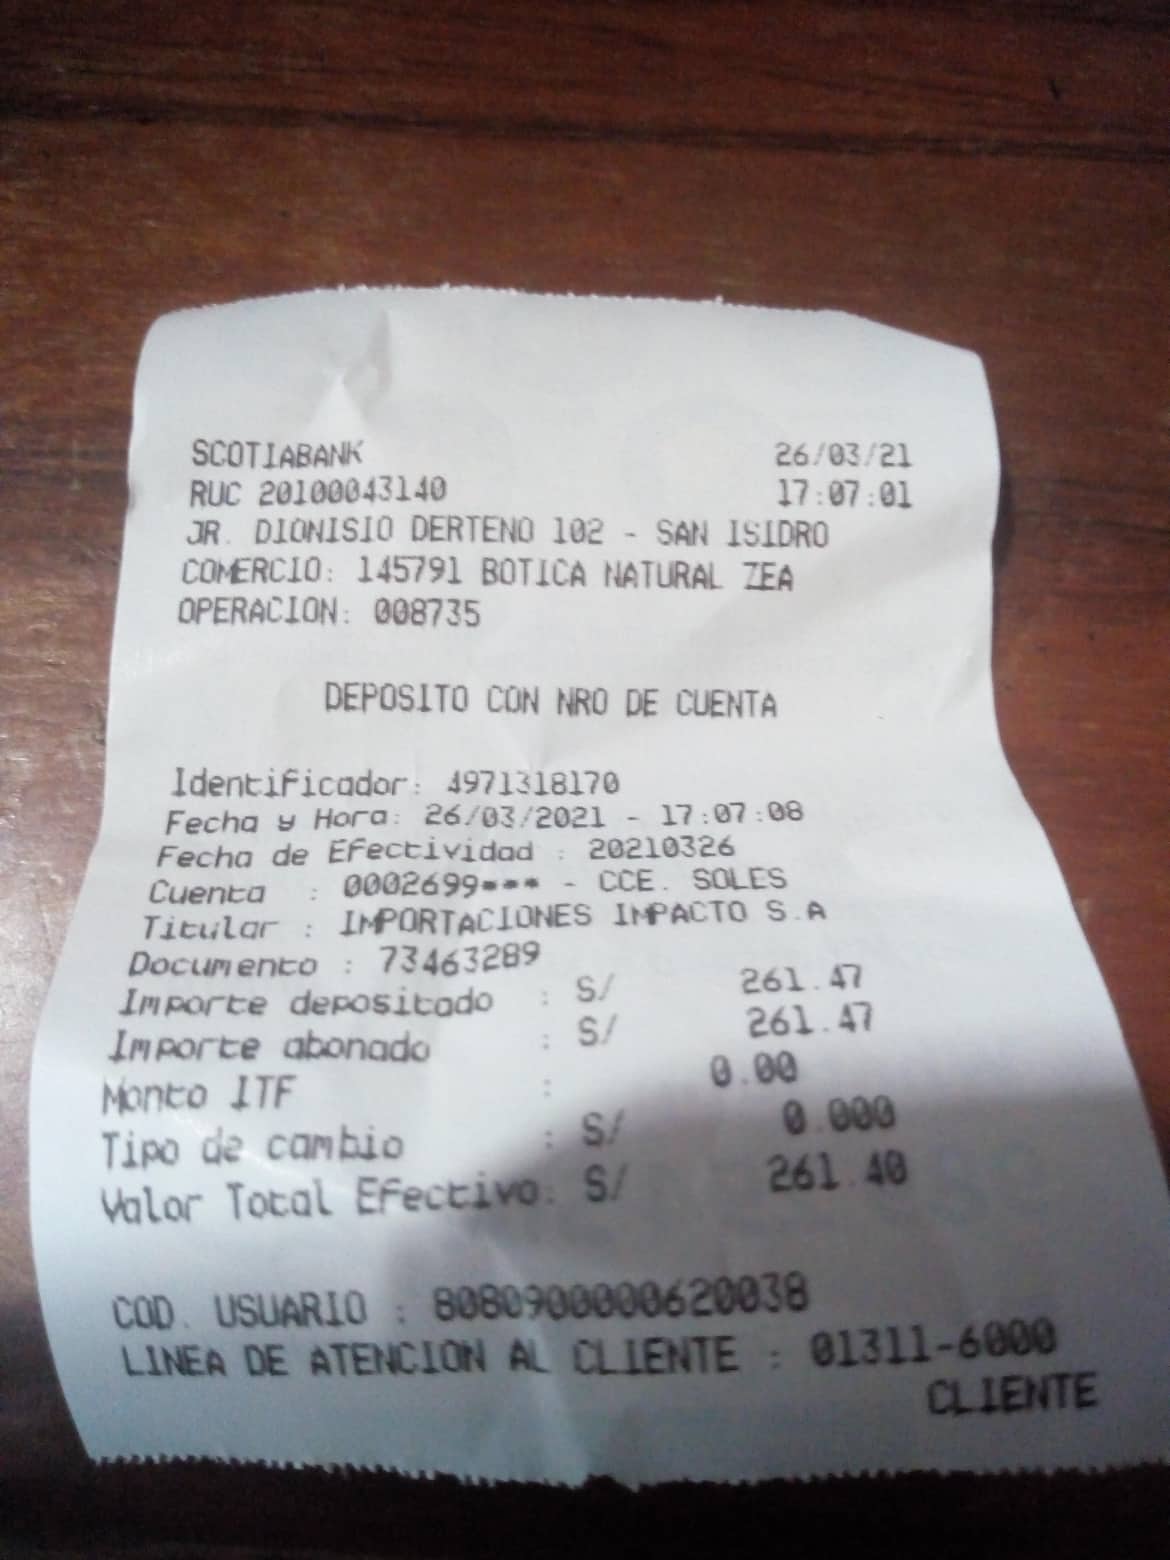 SCOTIABANK 26/03/21
RUC 20100043140 17:07:01
JR. DIONISIO DERTENO 102 - SAN ISIDRO
COMERCIO: 145791 BOTICA NATURAL ZEA
OPERACION: 008735
DEPOSITO CON NRO DE CUENTA
Identificador: 4971318170
Fecha y Hora: 26/03/2021 - 17:07:08
Fecha de Efectividad : 20210326
Cuenta : 0002699*** - CCE. SOLES
Titular : IMPORTACIONES IMPACTO S.A
Documento : 73463289
Importe depositado : S/ 261.47
Importe abonado : S/ 261.47
Monto ITF : 0.00
Tipo de cambio : S/ 0.000
Valor Total Efectivo: S/ 261.40
COD. USUARIO : 8080900000620038
LINEA DE ATENCION AL CLIENTE : 01311-6000
CLIENTE